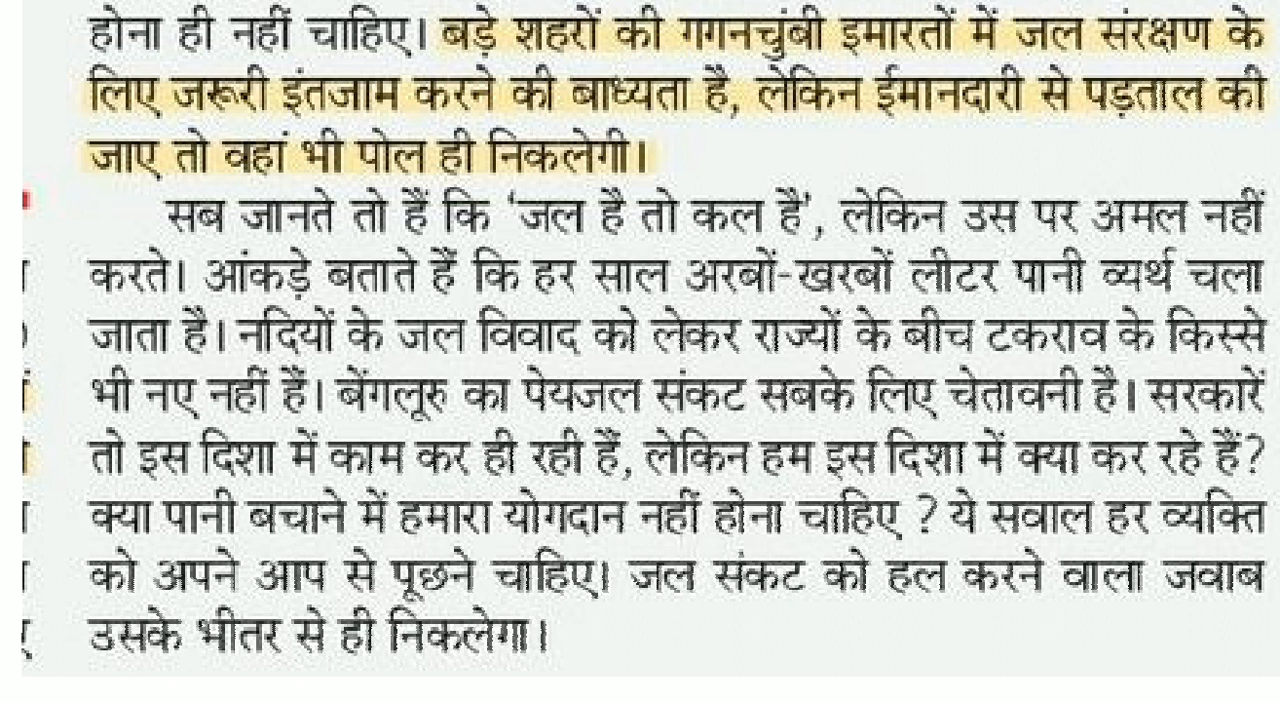 होना ही नहीं चाहिए। बड़े शहरों की गगनचुंबी इमारतों में जल संरक्षण के
लिए जरूरी इंतजाम करने की बाध्यता है, लेकिन ईमानदारी से पड़ताल की
जाए तो वहां भी पोल ही निकलेगी।
सब जानते तो हैं कि ‘जल है तो कल है’, लेकिन उस पर अमल नहीं
करते। आंकड़े बताते हैं कि हर साल अरबों-खरबों लीटर पानी व्यर्थ चला
जाता है। नदियों के जल विवाद को लेकर राज्यों के बीच टकराव के किस्से
भी नए नहीं हैं। बेंगलूरु का पेयजल संकट सबके लिए चेतावनी है। सरकारें
तो इस दिशा में काम कर ही रही हैं, लेकिन हम इस दिशा में क्या कर रहे हैं?
क्या पानी बचाने में हमारा योगदान नहीं होना चाहिए ? ये सवाल हर व्यक्ति
को अपने आप से पूछने चाहिए। जल संकट को हल करने वाला जवाब
उसके भीतर से ही निकलेगा।